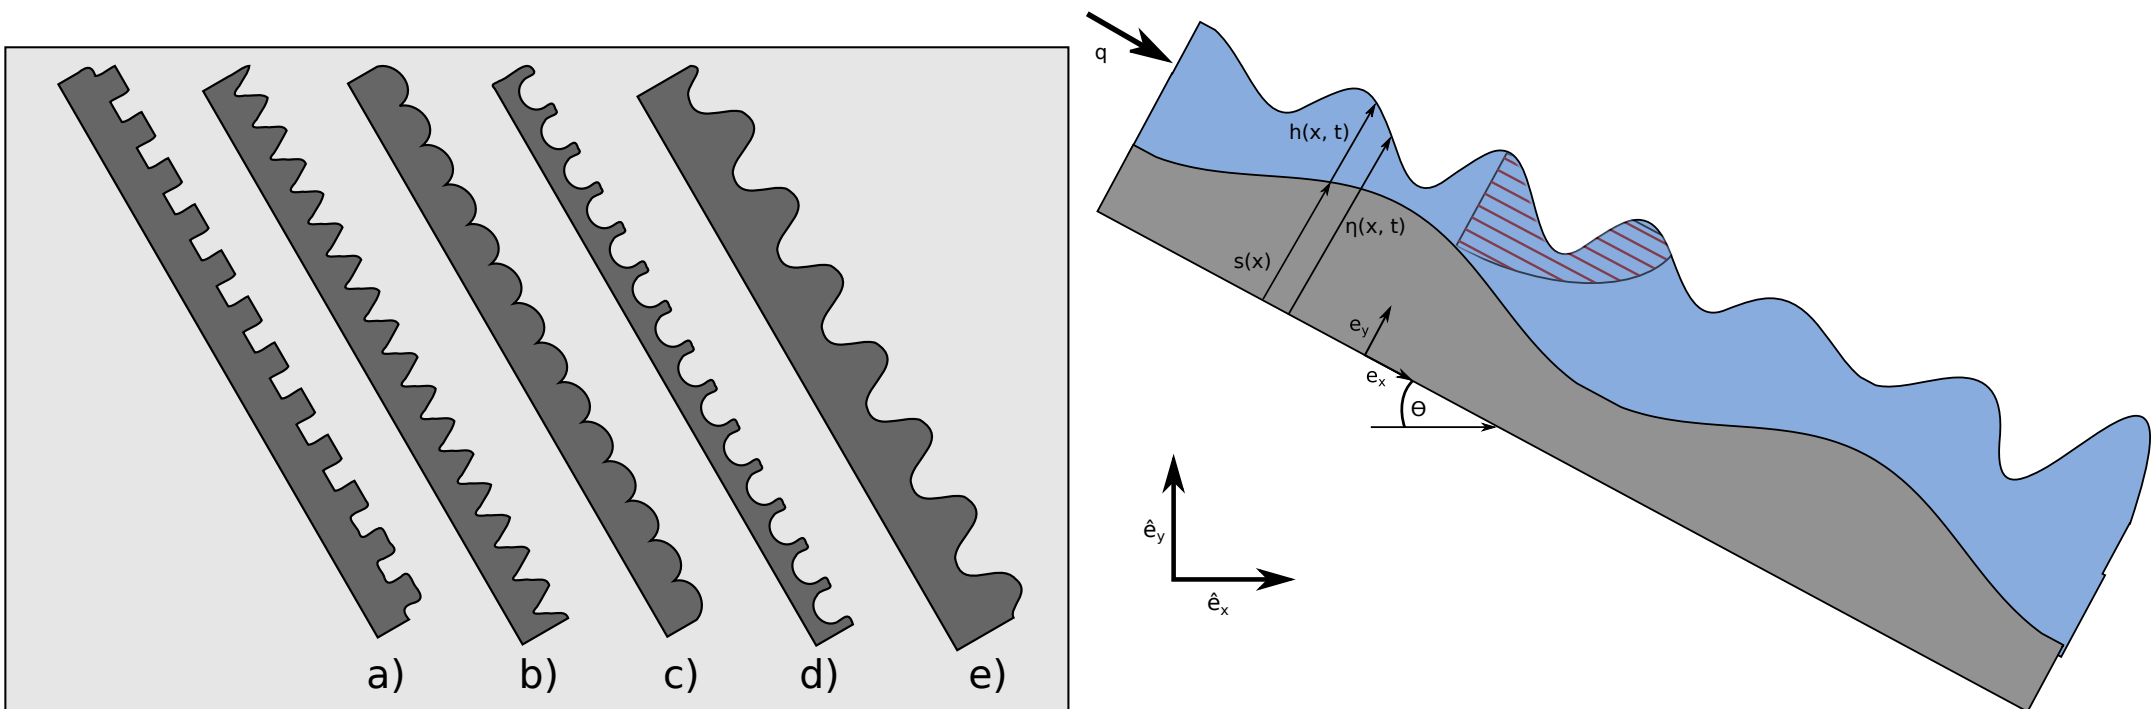 a) b) c) d) e)
q
h(x, t)
η(x, t)
s(x)
e_y
e_x
Θ
ê_y
ê_x